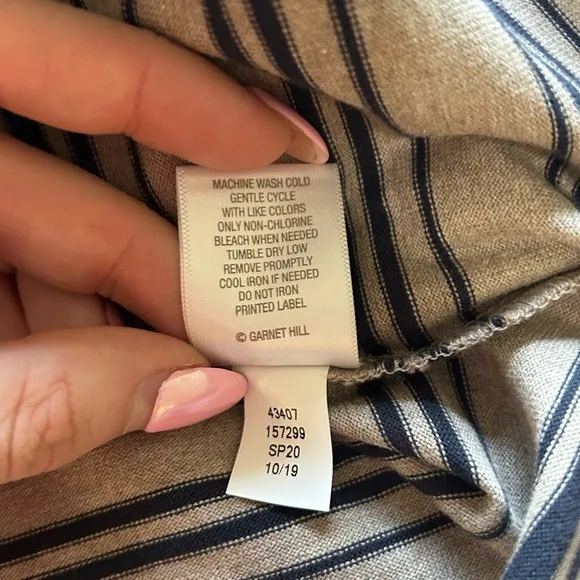 MACHINE WASH COLD
GENTLE CYCLE
WITH LIKE COLORS
ONLY NON-CHLORINE
BLEACH WHEN NEEDED
TUMBLE DRY LOW
REMOVE PROMPTLY
COOL IRON IF NEEDED
DO NOT IRON
PRINTED LABEL
© GARNET HILL
43407
157299
SP20
10/19